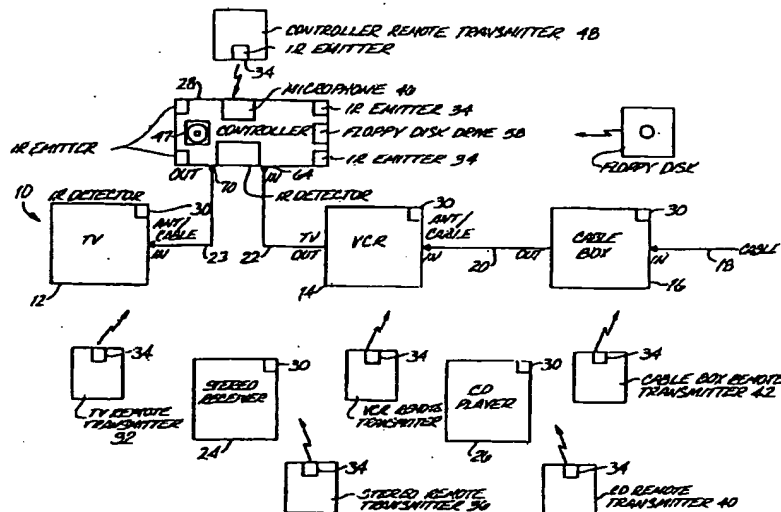 CONTROLLER REMOTE TRANSMITTER 48
IR EMITTER
34
28
MICROPHONE 46
IR EMITTER 34
47
CONTROLLER
FLOPPY DISK DRIVE 58
IR EMITTER
IR EMITTER 34
OUT
70
IN
64
IR DETECTOR
FLOPPY DISK
10
IR DETECTOR
30
ANT/
CABLE
TV
IN
12
23
22
TV
OUT
30
ANT/
CABLE
VCR
IN
14
20
OUT
30
CABLE
BOX
IN
CABLE
18
16
34
TV REMOTE
TRANSMITTER
32
30
STEREO
RECEIVER
24
34
VCR REMOTE
TRANSMITTER
30
CD
PLAYER
26
34
CABLE BOX REMOTE
TRANSMITTER 42
34
STEREO REMOTE
TRANSMITTER 36
34
CD REMOTE
TRANSMITTER 40